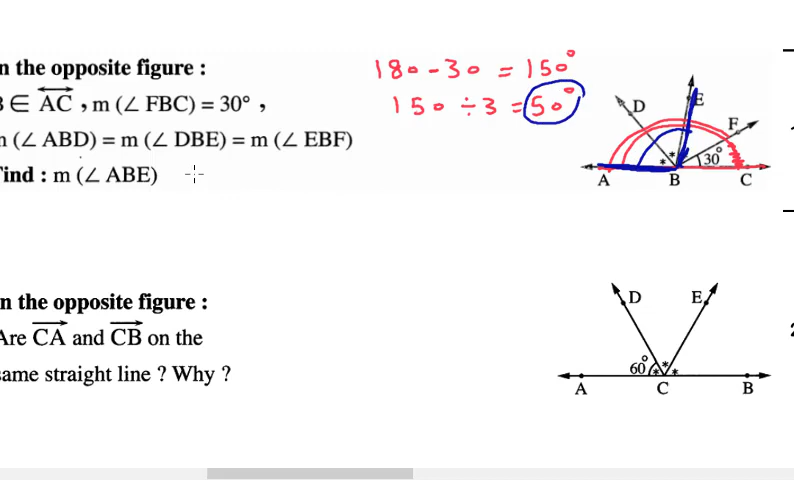 n the opposite figure :
B ∈ AC , m (∠ FBC) = 30° ,
m (∠ ABD) = m (∠ DBE) = m (∠ EBF)
Find : m (∠ ABE)
180 - 30 = 150°
150 ÷ 3 = 50°
D
E
F
* *
30°
A B C
n the opposite figure :
Are CA and CB on the
same straight line ? Why ?
D E
60° * * *
A C B